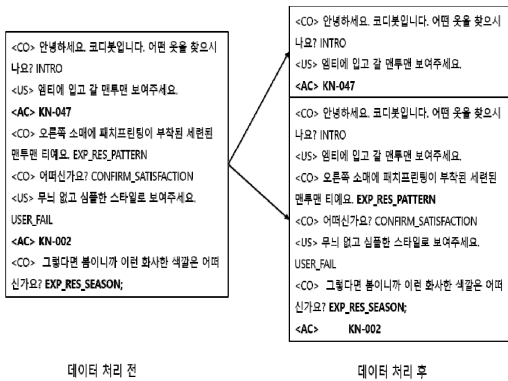 <CO> 안녕하세요. 코디봇입니다. 어떤 옷을 찾으시
나요? INTRO
<US> 엠티에 입고 갈 맨투맨 보여주세요.
<AC> KN-047
<CO> 오른쪽 소매에 패치프린팅이 부착된 세련된
맨투맨 티예요. EXP_RES_PATTERN
<CO> 어떠신가요? CONFIRM_SATISFACTION
<US> 무늬 없고 심플한 스타일로 보여주세요.
USER_FAIL
<AC> KN-002
<CO> 그렇다면 봄이니까 이런 화사한 색깔은 어떠
신가요? EXP_RES_SEASON;
데이터 처리 전
<CO> 안녕하세요. 코디봇입니다. 어떤 옷을 찾으시
나요? INTRO
<US> 엠티에 입고 갈 맨투맨 보여주세요.
<AC> KN-047
<CO> 안녕하세요. 코디봇입니다. 어떤 옷을 찾으시
나요? INTRO
<US> 엠티에 입고 갈 맨투맨 보여주세요.
<CO> 오른쪽 소매에 패치프린팅이 부착된 세련된
맨투맨 티예요. EXP_RES_PATTERN
<CO> 어떠신가요? CONFIRM_SATISFACTION
<US> 무늬 없고 심플한 스타일로 보여주세요.
USER_FAIL
<CO> 그렇다면 봄이니까 이런 화사한 색깔은 어떠
신가요? EXP_RES_SEASON;
<AC> KN-002
데이터 처리 후